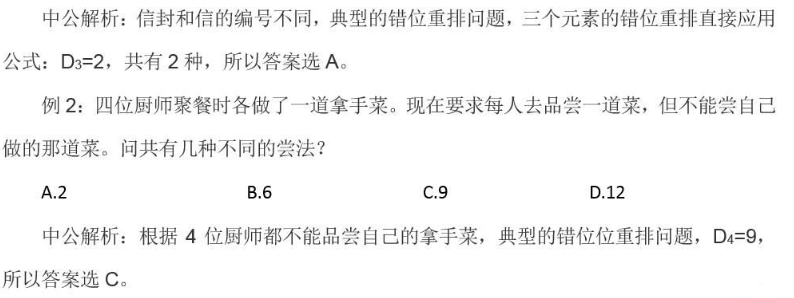 中公解析：信封和信的编号不同，典型的错位重排问题，三个元素的错位重排直接应用
公式：D₃=2，共有 2 种，所以答案选 A。
例 2：四位厨师聚餐时各做了一道拿手菜。现在要求每人去品尝一道菜，但不能尝自己
做的那道菜。问共有几种不同的尝法？
A.2 B.6 C.9 D.12
中公解析：根据 4 位厨师都不能品尝自己的拿手菜，典型的错位位重排问题，D₄=9，
所以答案选 C。